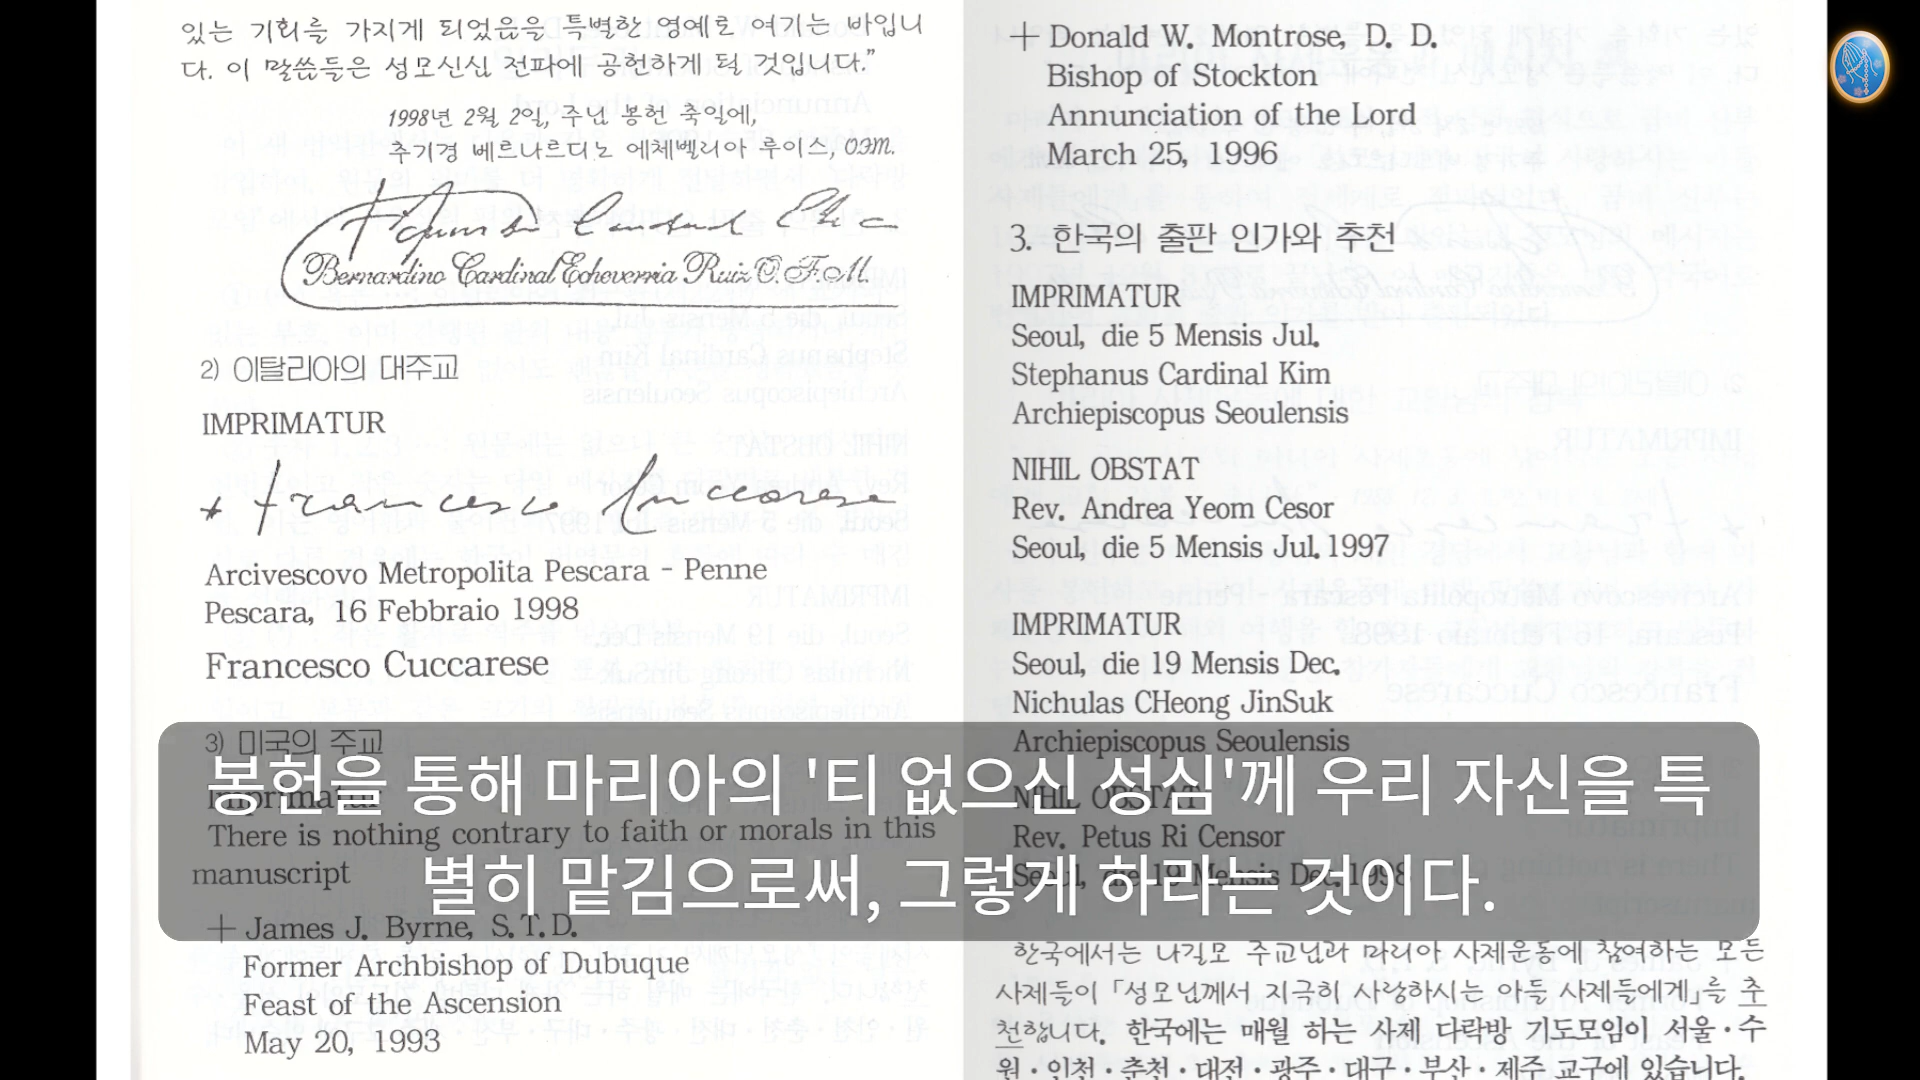 있는 기회를 가지게 되었음을 특별한 영예로 여기는 바입니
다. 이 말씀들은 성모신심 전파에 공헌하게 될 것입니다.”
1998년 2월 2일, 주년 봉헌 축일에,
추기경 베르나르디노 에체벨리아 루이스, OFM.
Bernardino Cardinal Echeverria Ruiz O.F.M.
2) 이탈리아의 대주교
IMPRIMATUR
+ Francesco Cuccarese
Arcivescovo Metropolita Pescara - Penne
Pescara, 16 Febbraio 1998
Francesco Cuccarese
3) 미국의 주교
Imprimatur
There is nothing contrary to faith or morals in this
manuscript
+ James J. Byrne, S.T.D.
Former Archbishop of Dubuque
Feast of the Ascension
May 20, 1993
+ Donald W. Montrose, D. D.
Bishop of Stockton
Annunciation of the Lord
March 25, 1996
3. 한국의 출판 인가와 추천
IMPRIMATUR
Seoul, die 5 Mensis Jul.
Stephanus Cardinal Kim
Archiepiscopus Seoulensis
NIHIL OBSTAT
Rev. Andrea Yeom Cesor
Seoul, die 5 Mensis Jul.1997
IMPRIMATUR
Seoul, die 19 Mensis Dec.
Nichulas CHeong JinSuk
Archiepiscopus Seoulensis
NIHIL OBSTAT
Rev. Petus Ri Censor
Seoul, die 19 Mensis Dec.1998
한국에서는 나길모 주교님과 마리아 사제운동에 참여하는 모든
사제들이 「성모님께서 지극히 사랑하시는 아들 사제들에게」를 추
천합니다. 한국에는 매월 하는 사제 다락방 기도모임이 서울·수
원·인천·춘천·대전·광주·대구·부산·제주 교구에 있습니다.
봉헌을 통해 마리아의 '티 없으신 성심'께 우리 자신을 특
별히 맡김으로써, 그렇게 하라는 것이다.